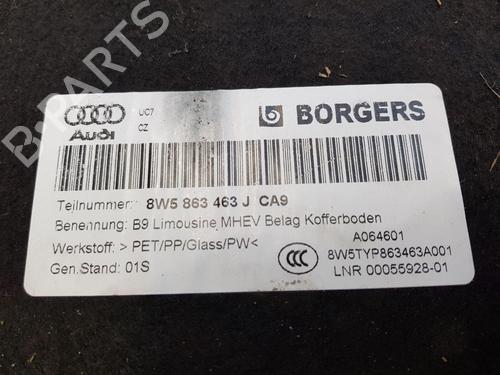 UC7
CZ
Audi
BORGERS
Teilnummer: 8W5 863 463 J CA9
Benennung: B9 Limousine MHEV Belag Kofferboden
Werkstoff: > PET/PP/Glass/PW<
A064601
8W5TYP863463A001
Gen.Stand: 01S
CCC
LNR 00055928-01
B-PARTS